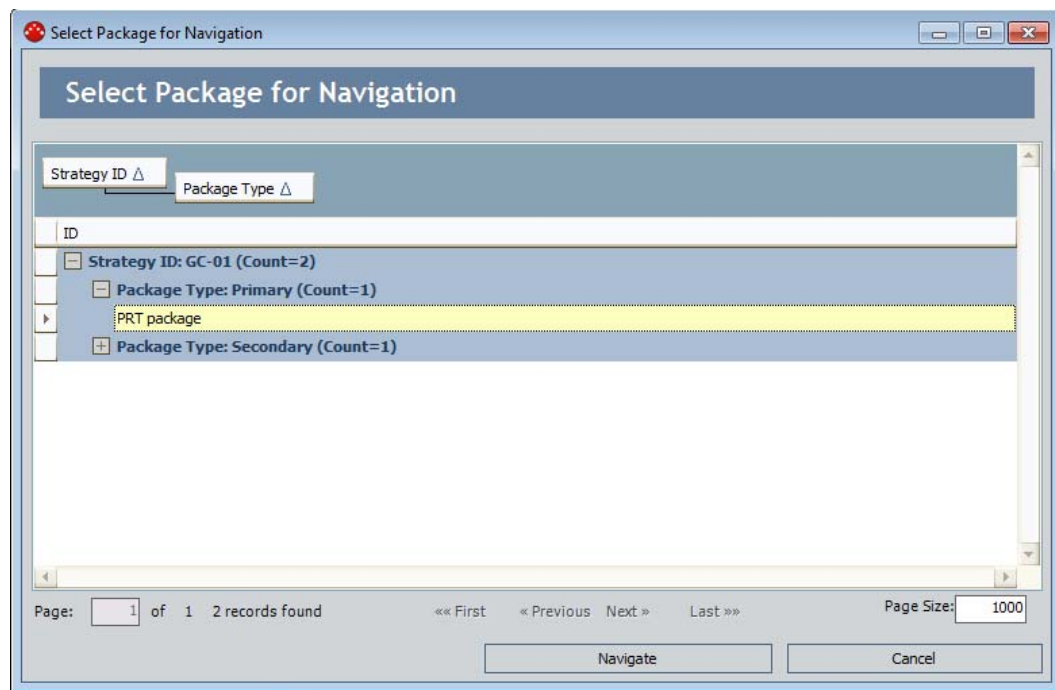 Select Package for Navigation
Select Package for Navigation
Strategy ID Δ
Package Type Δ
ID
Strategy ID: GC-01 (Count=2)
Package Type: Primary (Count=1)
PRT package
Package Type: Secondary (Count=1)
Page: 1 of 1 2 records found «« First « Previous Next » Last »» Page Size: 1000
Navigate Cancel